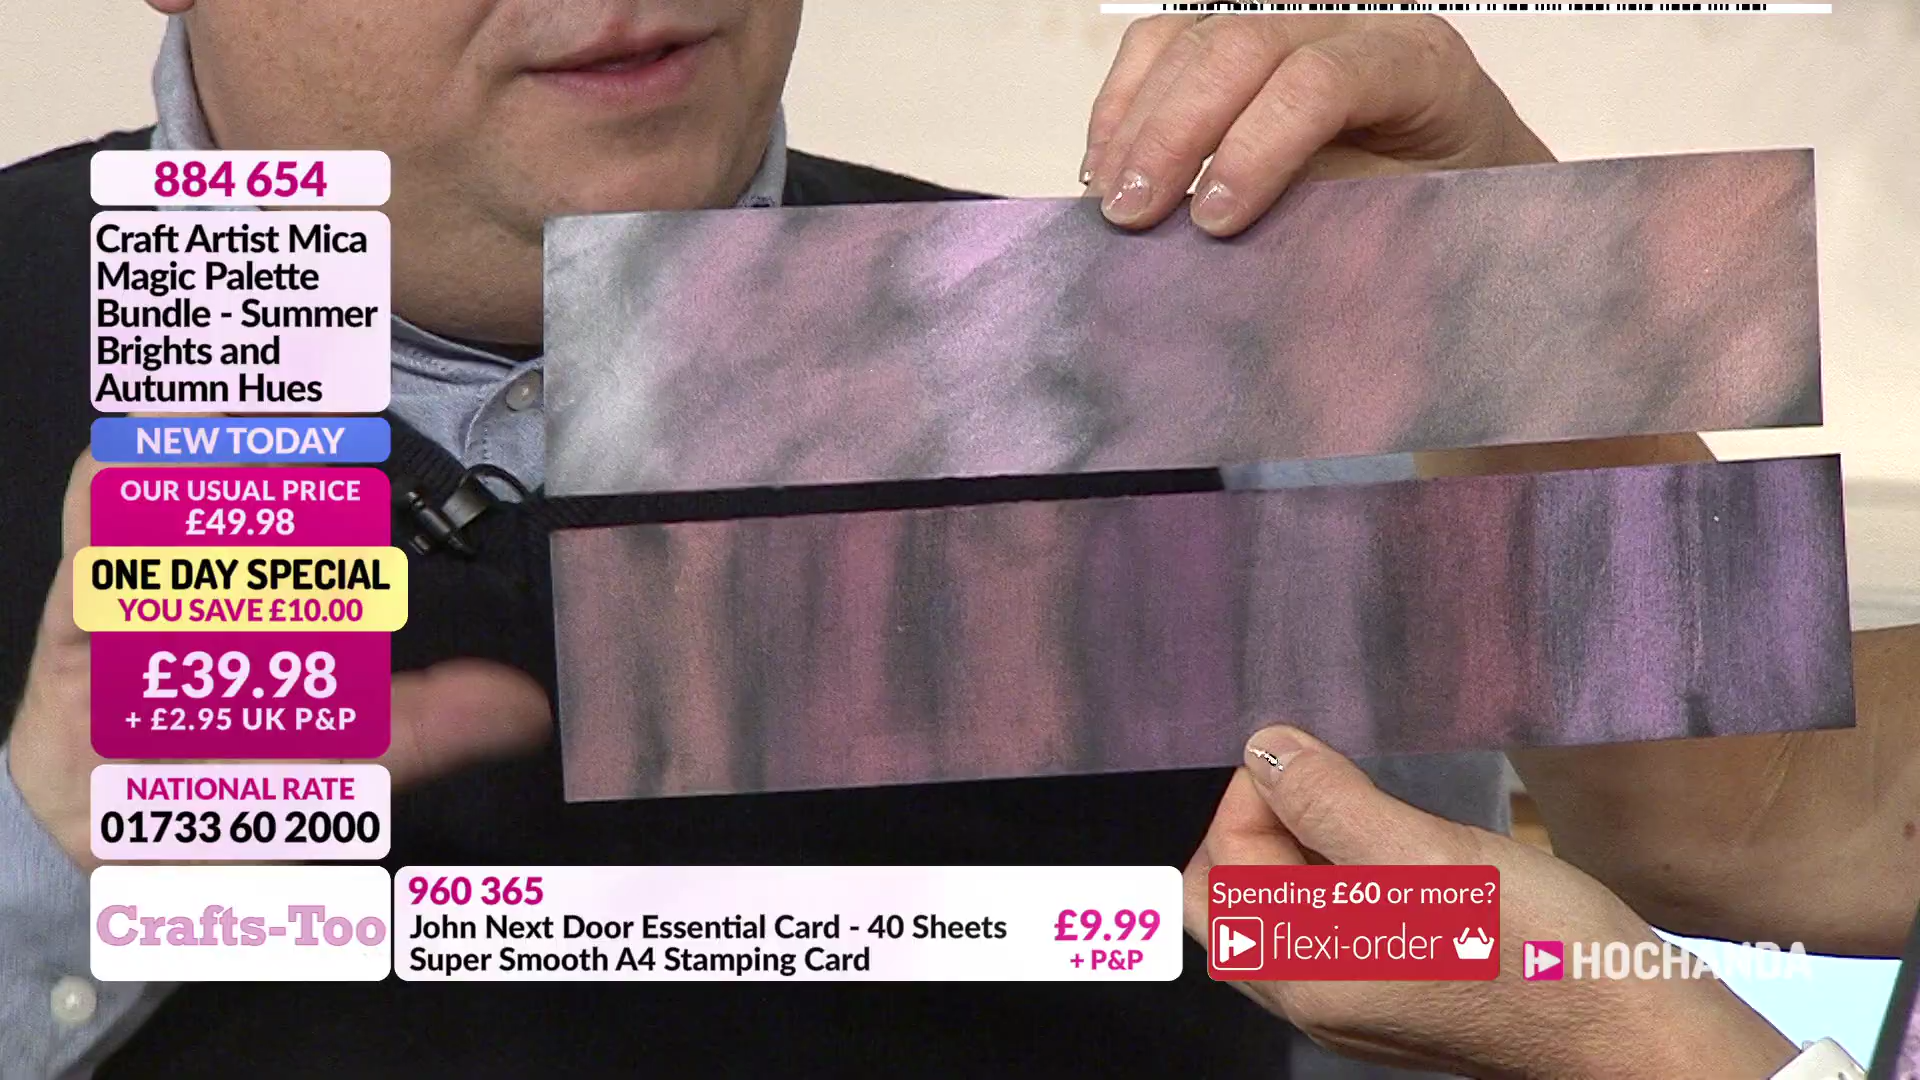 884 654
Craft Artist Mica
Magic Palette
Bundle - Summer
Brights and
Autumn Hues
NEW TODAY
OUR USUAL PRICE
£49.98
ONE DAY SPECIAL
YOU SAVE £10.00
£39.98
+ £2.95 UK P&P
NATIONAL RATE
01733 60 2000
Crafts-Too
960 365
John Next Door Essential Card - 40 Sheets
Super Smooth A4 Stamping Card
£9.99
+ P&P
Spending £60 or more?
flexi-order
HOCHANDA